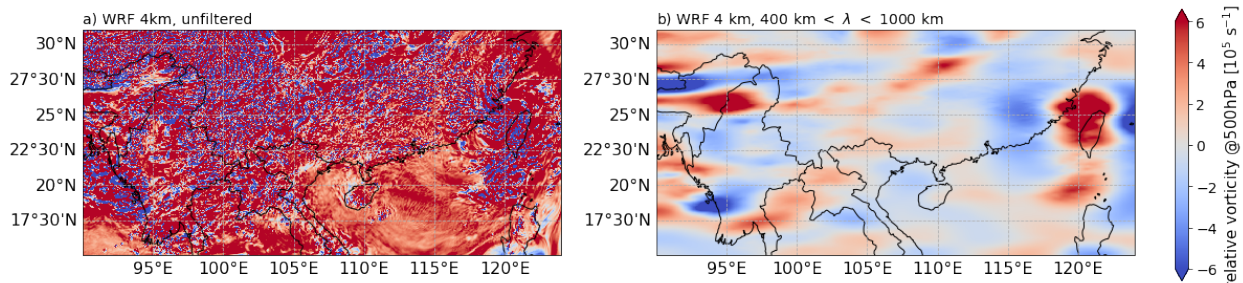 a) WRF 4km, unfiltered
b) WRF 4 km, 400 km < λ < 1000 km
30°N
27°30'N
25°N
22°30'N
20°N
17°30'N
95°E 100°E 105°E 110°E 115°E 120°E
30°N
27°30'N
25°N
22°30'N
20°N
17°30'N
95°E 100°E 105°E 110°E 115°E 120°E
6
4
2
0
−2
−4
−6
relative vorticity @500hPa [10⁵ s⁻¹]